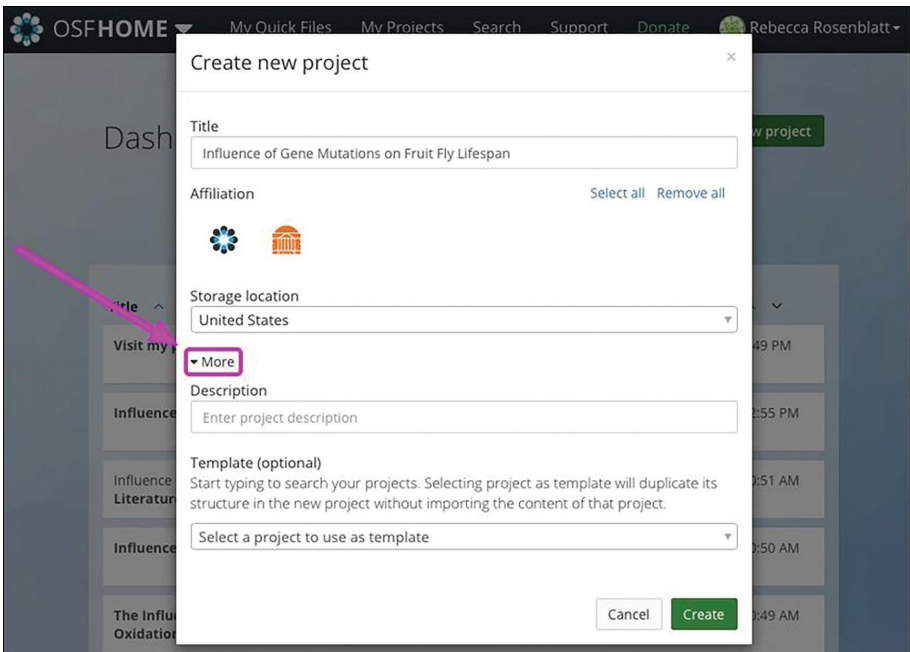 OSFHOME My Quick Files My Projects Search Support Donate Rebecca Rosenblatt
Create new project ×
Dash
w project
Title
Influence of Gene Mutations on Fruit Fly Lifespan
Affiliation Select all Remove all
Storage location
Title
United States
Visit my 49 PM
More
Description
Influence :55 PM
Enter project description
Template (optional)
Start typing to search your projects. Selecting project as template will duplicate its
Influence :51 AM
structure in the new project without importing the content of that project.
Literatur
Select a project to use as template
Influence :50 AM
Cancel Create
The Influ :49 AM
Oxidation